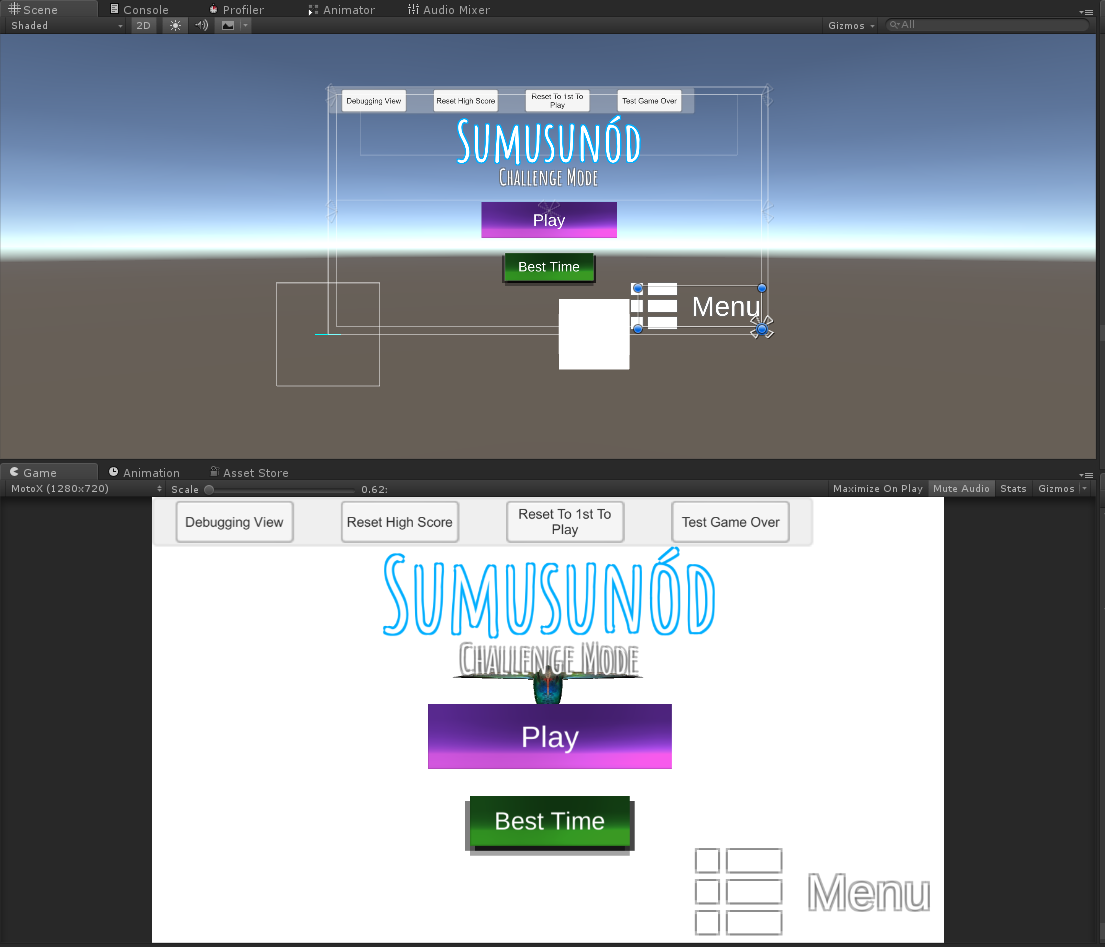 Scene
Console
Profiler
Animator
Audio Mixer
Shaded
2D
Gizmos
All
Debugging View
Reset High Score
Reset To 1st To
Play
Test Game Over
Sumusunód
Challenge Mode
Play
Best Time
Menu
Game
Animation
Asset Store
MotoX (1280x720)
Scale
0.62:
Maximize On Play
Mute Audio
Stats
Gizmos
Debugging View
Reset High Score
Reset To 1st To
Play
Test Game Over
Sumusunód
Challenge Mode
Play
Best Time
Menu